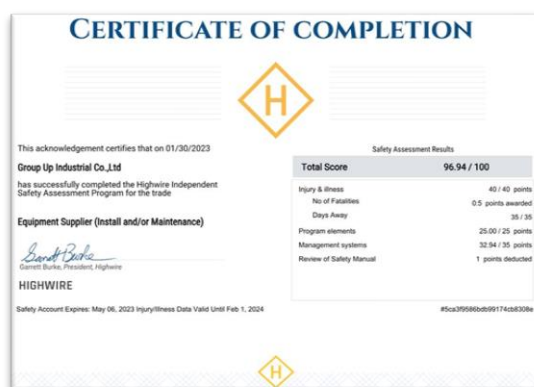 CERTIFICATE OF COMPLETION
H
This acknowledgement certifies that on 01/30/2023
Group Up Industrial Co.,Ltd
has successfully completed the Highwire Independent
Safety Assessment Program for the trade
Equipment Supplier (Install and/or Maintenance)
Garrett Burke
Garrett Burke, President, Highwire
HIGHWIRE
Safety Account Expires: May 06, 2023 Injury/Illness Data Valid Until Feb 1, 2024
Safety Assessment Results
Total Score 96.94 / 100
Injury & illness 40 / 40 points
No of Fatalities 0.5 points awarded
Days Away 35 / 35
Program elements 25.00 / 25 points
Management systems 32.94 / 35 points
Review of Safety Manual 1 points deducted
#5ca3f9586bdb99174cb8308e
H